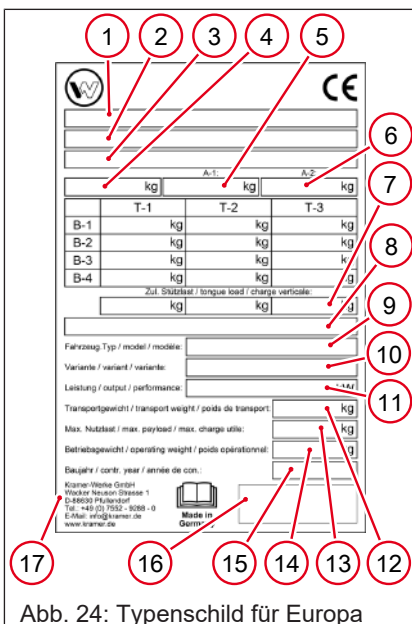 1 2 3 4 5
W CE
A-1: A-2: 6
kg kg kg
7
T-1 T-2 T-3
B-1 kg kg kg
B-2 kg kg kg
8
B-3 kg kg kg
B-4 kg kg kg
Zul. Stützlast / tongue load / charge verticale:
9
kg kg kg
Fahrzeug.Typ / model / modéle:
10
Variante / variant / variante:
Leistung / output / performance: kW
11
Transportgewicht / transport weight / poids de transport: kg
Max. Nutzlast / max. payload / max. charge utile: kg
Betriebsgewicht / operating weight / poids opérationnel: kg
Baujahr / contr. year / année de con.:
Kramer-Werke GmbH
Wacker Neuson Strasse 1
D-88630 Pfullendorf
Tel.: +49 (0) 7552 - 9288 - 0
E-Mail: info@kramer.de
www.kramer.de
Made in
Germany
17 16 15 14 13 12
Abb. 24: Typenschild für Europa